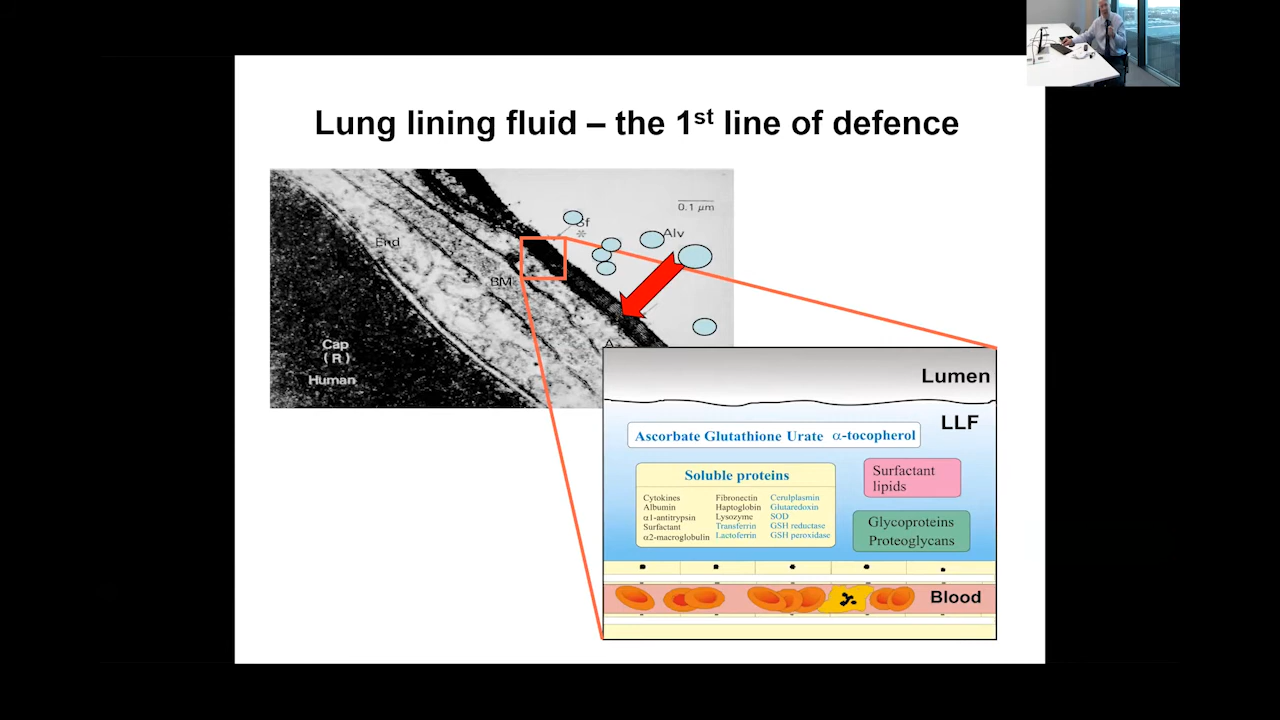 Lung lining fluid – the 1st line of defence
0.1 μm
Sf
*
Alv
End
BM
A
Cap
(R)
Human
Lumen
LLF
Ascorbate Glutathione Urate α-tocopherol
Soluble proteins
Cytokines Fibronectin Cerulplasmin
Albumin Haptoglobin Glutaredoxin
α1-antitrypsin Lysozyme SOD
Surfactant Transferrin GSH reductase
α2-macroglobulin Lactoferrin GSH peroxidase
Surfactant
lipids
Glycoproteins
Proteoglycans
Blood